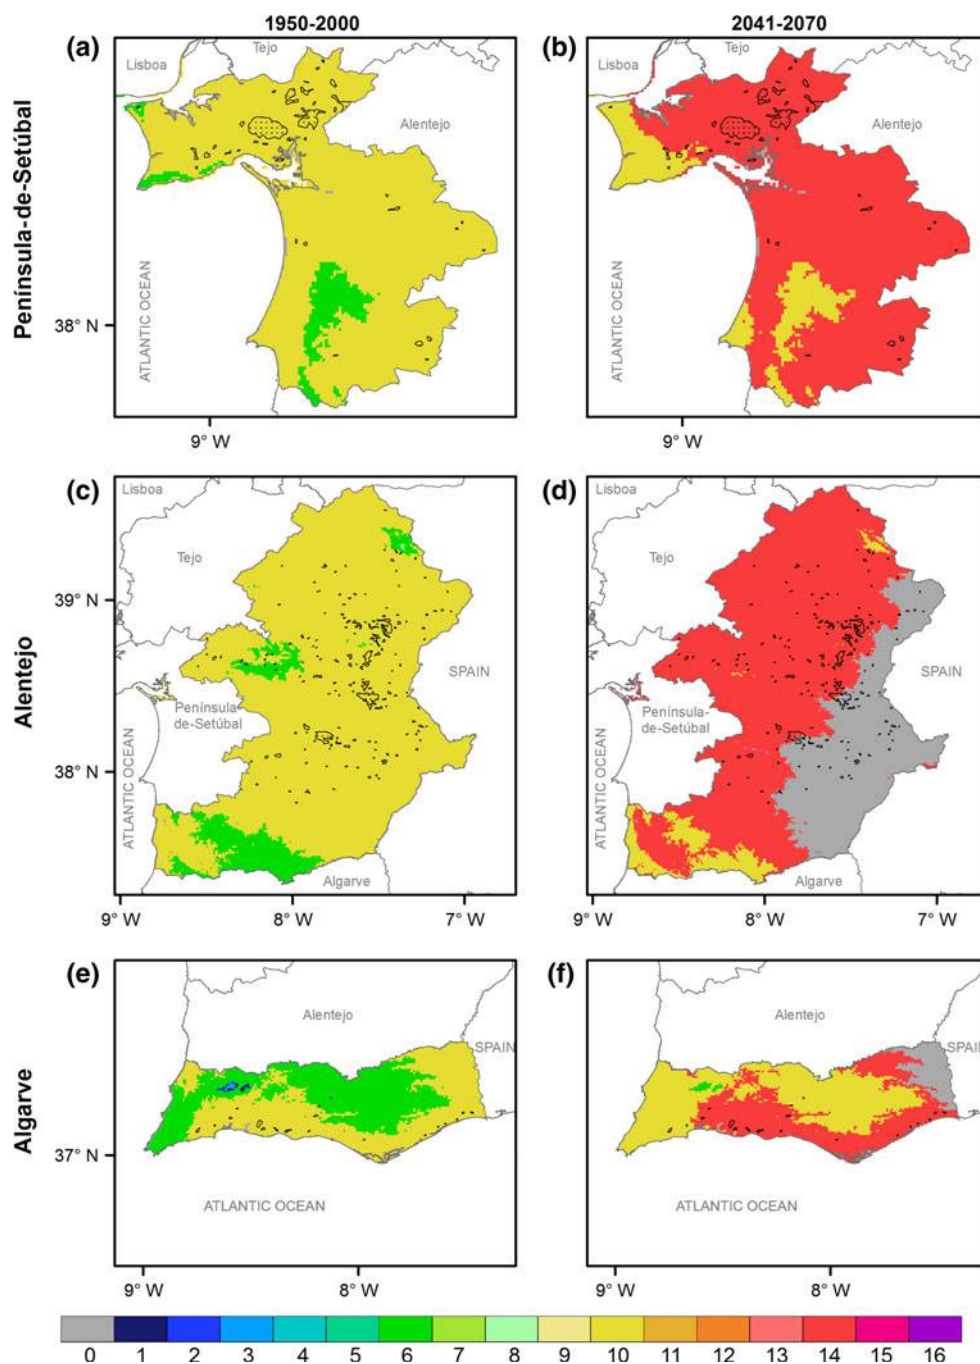 1950-2000
2041-2070
(a)
Tejo
Lisboa
Alentejo
ATLANTIC OCEAN
38° N
9° W
Península-de-Setúbal
(b)
Tejo
Lisboa
Alentejo
ATLANTIC OCEAN
9° W
(c)
Lisboa
Tejo
39° N
SPAIN
Península-
de-Setúbal
38° N
ATLANTIC OCEAN
Algarve
9° W
8° W
7° W
Alentejo
(d)
Lisboa
Tejo
SPAIN
Península-
de-Setúbal
ATLANTIC OCEAN
Algarve
9° W
8° W
7° W
(e)
Alentejo
SPAIN
37° N
ATLANTIC OCEAN
9° W
8° W
Algarve
(f)
Alentejo
SPAIN
ATLANTIC OCEAN
9° W
8° W
0 1 2 3 4 5 6 7 8 9 10 11 12 13 14 15 16